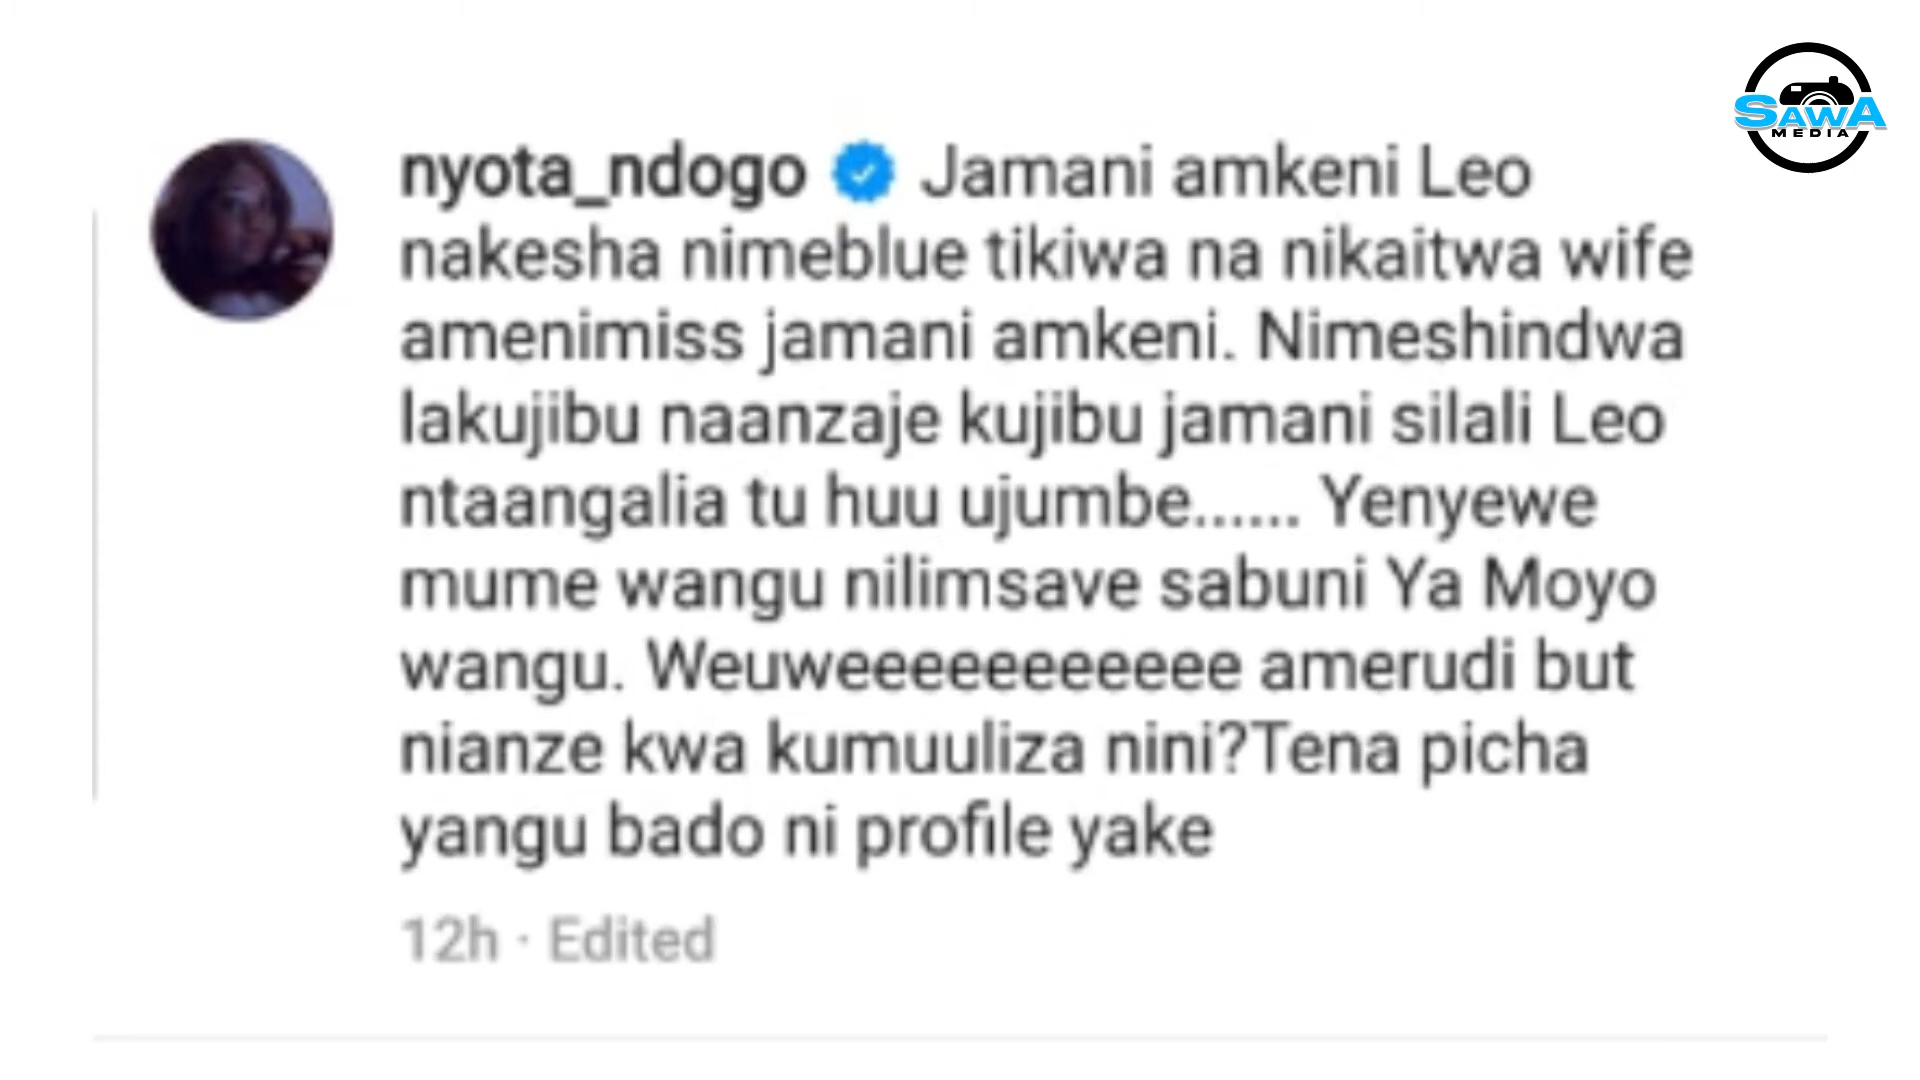 SAWA
MEDIA
nyota_ndogo Jamani amkeni Leo
nakesha nimeblue tikiwa na nikaitwa wife
amenimiss jamani amkeni. Nimeshindwa
lakujibu naanzaje kujibu jamani silali Leo
ntaangalia tu huu ujumbe...... Yenyewe
mume wangu nilimsave sabuni Ya Moyo
wangu. Weuweeeeeeeeeeee amerudi but
nianze kwa kumuuliza nini?Tena picha
yangu bado ni profile yake
12h · Edited